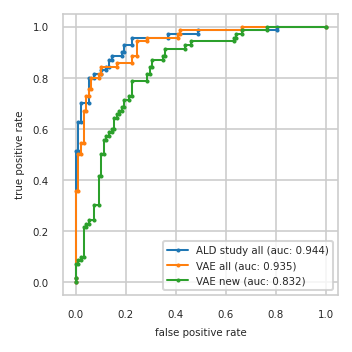 1.0
0.8
0.6
0.4
0.2
0.0
true positive rate
ALD study all (auc: 0.944)
VAE all (auc: 0.935)
VAE new (auc: 0.832)
0.0 0.2 0.4 0.6 0.8 1.0
false positive rate